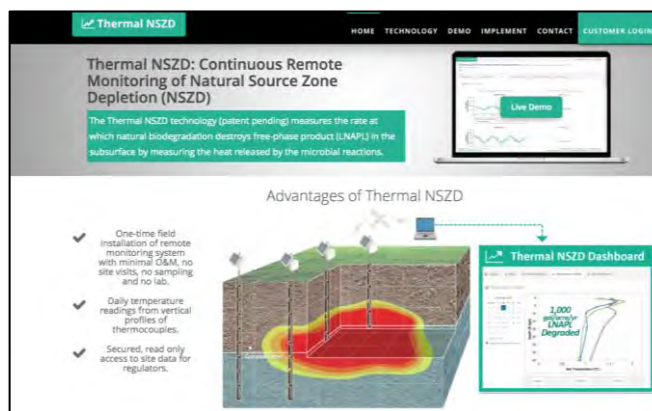 Thermal NSZD
HOME TECHNOLOGY DEMO IMPLEMENT CONTACT CUSTOMER LOGIN
Thermal NSZD: Continuous Remote
Monitoring of Natural Source Zone
Depletion (NSZD)
The Thermal NSZD technology (patent pending) measures the rate at
which natural biodegradation destroys free-phase product (LNAPL) in the
subsurface by measuring the heat released by the microbial reactions.
Live Demo
Advantages of Thermal NSZD
One-time field
installation of remote
monitoring system
with minimal O&M, no
site visits, no sampling
and no lab.
Daily temperature
readings from vertical
profiles of
thermocouples.
Secured, read only
access to site data for
regulators.
Thermal NSZD Dashboard
1,000
gal/acre/yr
LNAPL
Degraded